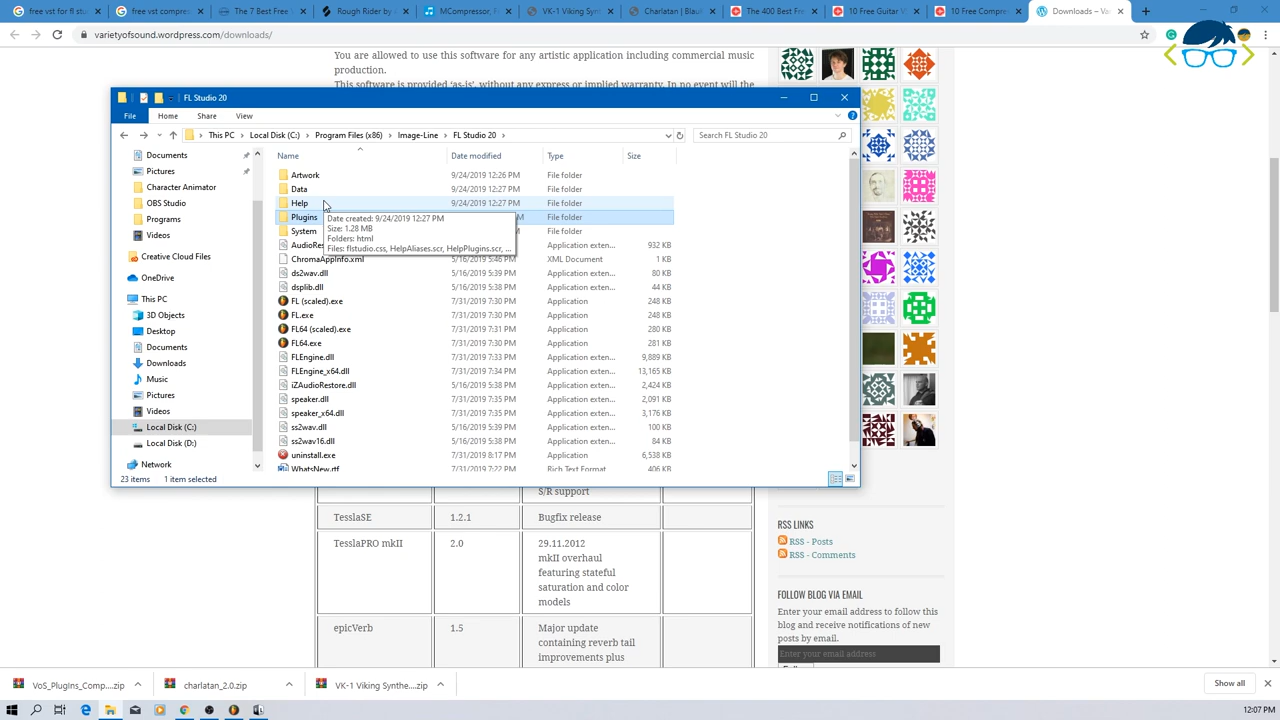 free vst for fl studi
free vst compress
The 7 Best Free V
Rough Rider by A
MCompressor, F
VK-1 Viking Syn
Charlatan | Blau
The 400 Best Fre
10 Free Guitar V
10 Free Compre
Downloads – Va
varietyofsound.wordpress.com/downloads/
You are allowed to use this software for any artistic application including commercial music
production.
This software is provided 'as-is', without any express or implied warranty. In no event will the
FL Studio 20
File
Home
Share
View
This PC
Local Disk (C:)
Program Files (x86)
Image-Line
FL Studio 20
Search FL Studio 20
Documents
Pictures
Character Animator
OBS Studio
Programs
Videos
Creative Cloud Files
OneDrive
This PC
3D Objects
Desktop
Documents
Downloads
Music
Pictures
Videos
Local Disk (C:)
Local Disk (D:)
Network
Name Date modified Type Size
Artwork 9/24/2019 12:26 PM File folder
Data 9/24/2019 12:27 PM File folder
Help 9/24/2019 12:27 PM File folder
Plugins File folder
System File folder
Date created: 9/24/2019 12:27 PM
Size: 1.28 MB
Folders: html
Files: flstudio.css, HelpAliases.scr, HelpPlugins.scr, ...
AudioRes Application exten... 932 KB
ChromaAppInfo.xml 5/16/2019 5:46 PM XML Document 1 KB
ds2wav.dll 5/16/2019 5:39 PM Application exten... 80 KB
dsplib.dll 5/16/2019 5:38 PM Application exten... 44 KB
FL (scaled).exe 7/31/2019 7:30 PM Application 248 KB
FL.exe 7/31/2019 7:30 PM Application 248 KB
FL64 (scaled).exe 7/31/2019 7:31 PM Application 280 KB
FL64.exe 7/31/2019 7:30 PM Application 281 KB
FLEngine.dll 7/31/2019 7:33 PM Application exten... 9,889 KB
FLEngine_x64.dll 7/31/2019 7:34 PM Application exten... 13,165 KB
iZAudioRestore.dll 5/16/2019 5:38 PM Application exten... 2,424 KB
speaker.dll 7/31/2019 7:35 PM Application exten... 2,091 KB
speaker_x64.dll 7/31/2019 7:35 PM Application exten... 3,176 KB
ss2wav.dll 5/16/2019 5:39 PM Application exten... 100 KB
ss2wav16.dll 5/16/2019 5:38 PM Application exten... 84 KB
uninstall.exe 7/31/2019 8:17 PM Application 6,538 KB
WhatsNew.rtf 7/31/2019 7:22 PM Rich Text Format 406 KB
23 items 1 item selected
S/R support
TesslaSE 1.2.1 Bugfix release
TesslaPRO mkII 2.0 29.11.2012
mkII overhaul
featuring stateful
saturation and color
models
epicVerb 1.5 Major update
containing reverb tail
improvements plus
RSS LINKS
RSS - Posts
RSS - Comments
FOLLOW BLOG VIA EMAIL
Enter your email address to follow this
blog and receive notifications of new
posts by email.
Enter your email address
VoS_PlugIns_Comp....zip
charlatan_2.0.zip
VK-1 Viking Synthe....zip
Show all
12:07 PM